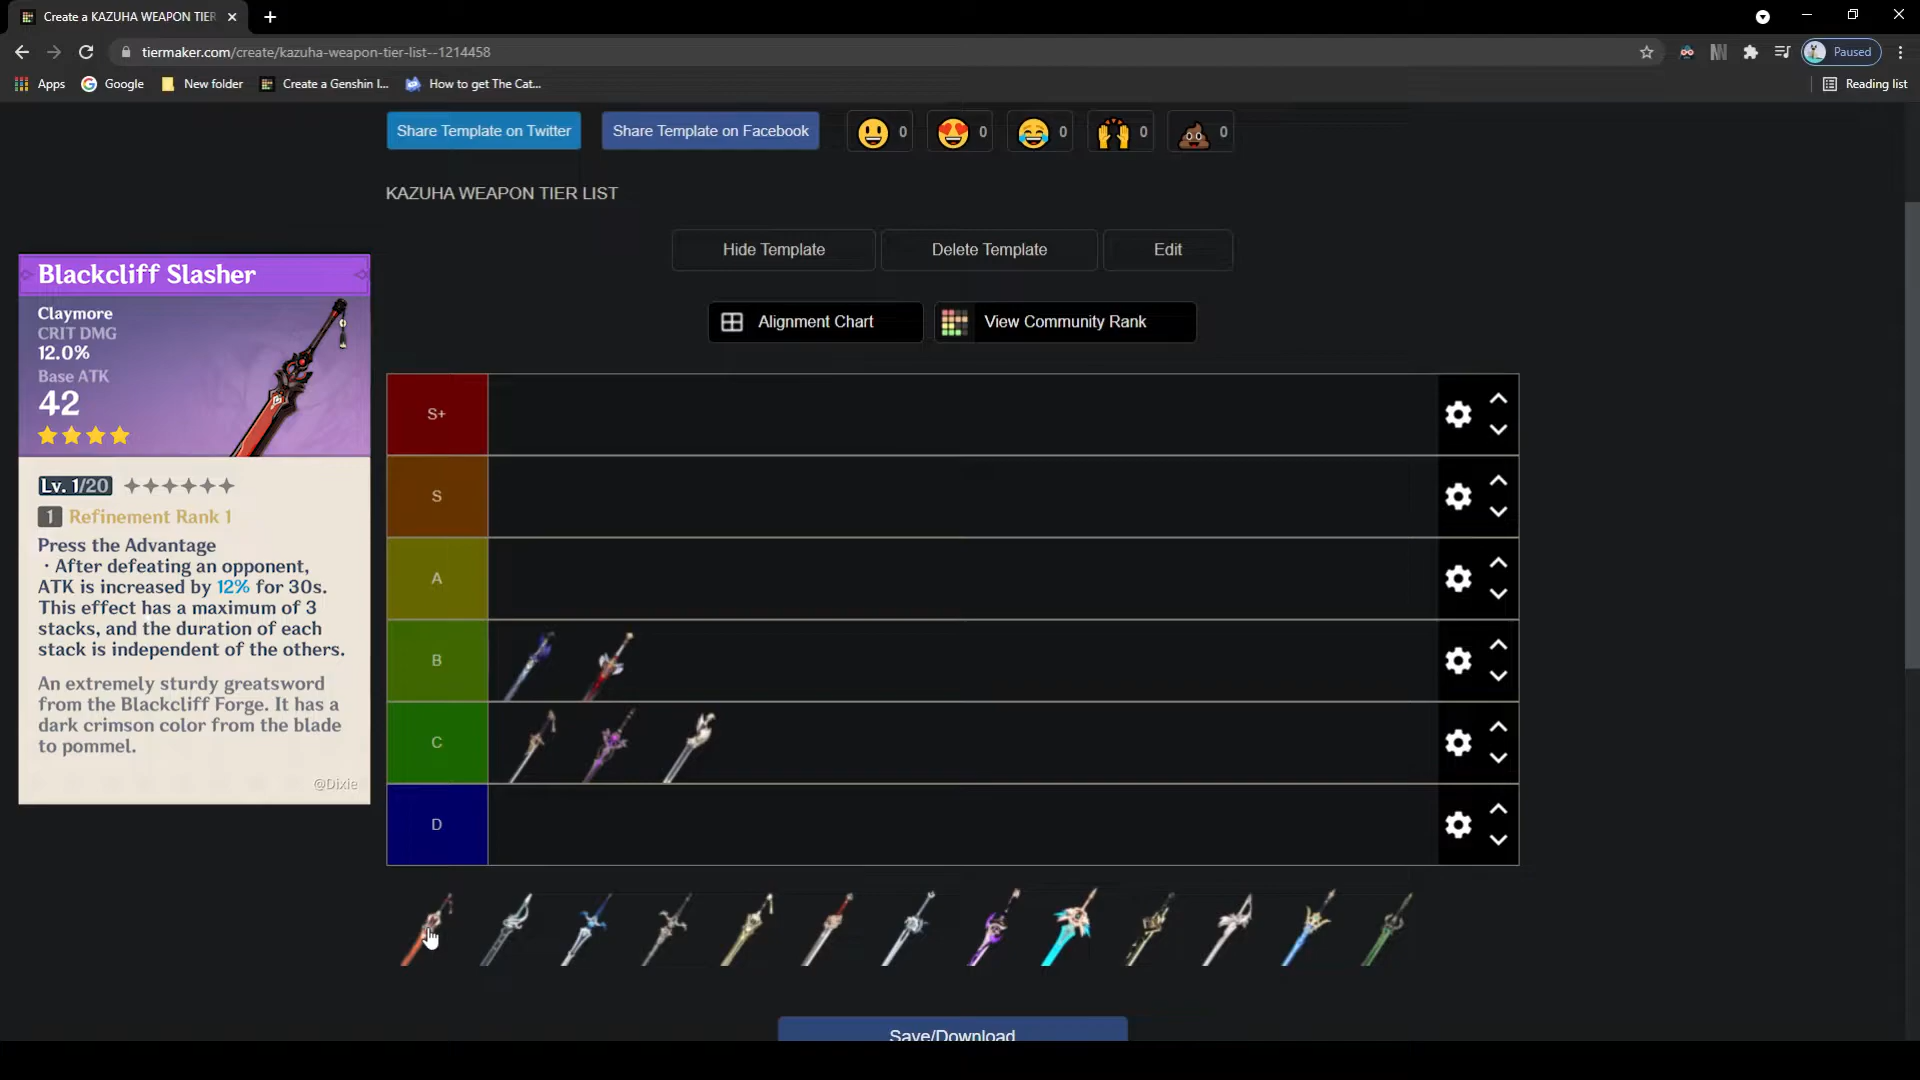 Create a KAZUHA WEAPON TIER
tiermaker.com/create/kazuha-weapon-tier-list--1214458
Paused
Apps
Google
New folder
Create a Genshin I...
How to get The Cat...
Reading list
Share Template on Twitter
Share Template on Facebook
0
0
0
0
0
KAZUHA WEAPON TIER LIST
Hide Template
Delete Template
Edit
Alignment Chart
View Community Rank
Blackcliff Slasher
Claymore
CRIT DMG
12.0%
Base ATK
42
Lv. 1/20
1 Refinement Rank 1
Press the Advantage
· After defeating an opponent,
ATK is increased by 12% for 30s.
This effect has a maximum of 3
stacks, and the duration of each
stack is independent of the others.
An extremely sturdy greatsword
from the Blackcliff Forge. It has a
dark crimson color from the blade
to pommel.
@Dixie
S+
S
A
B
C
D
Save/Download